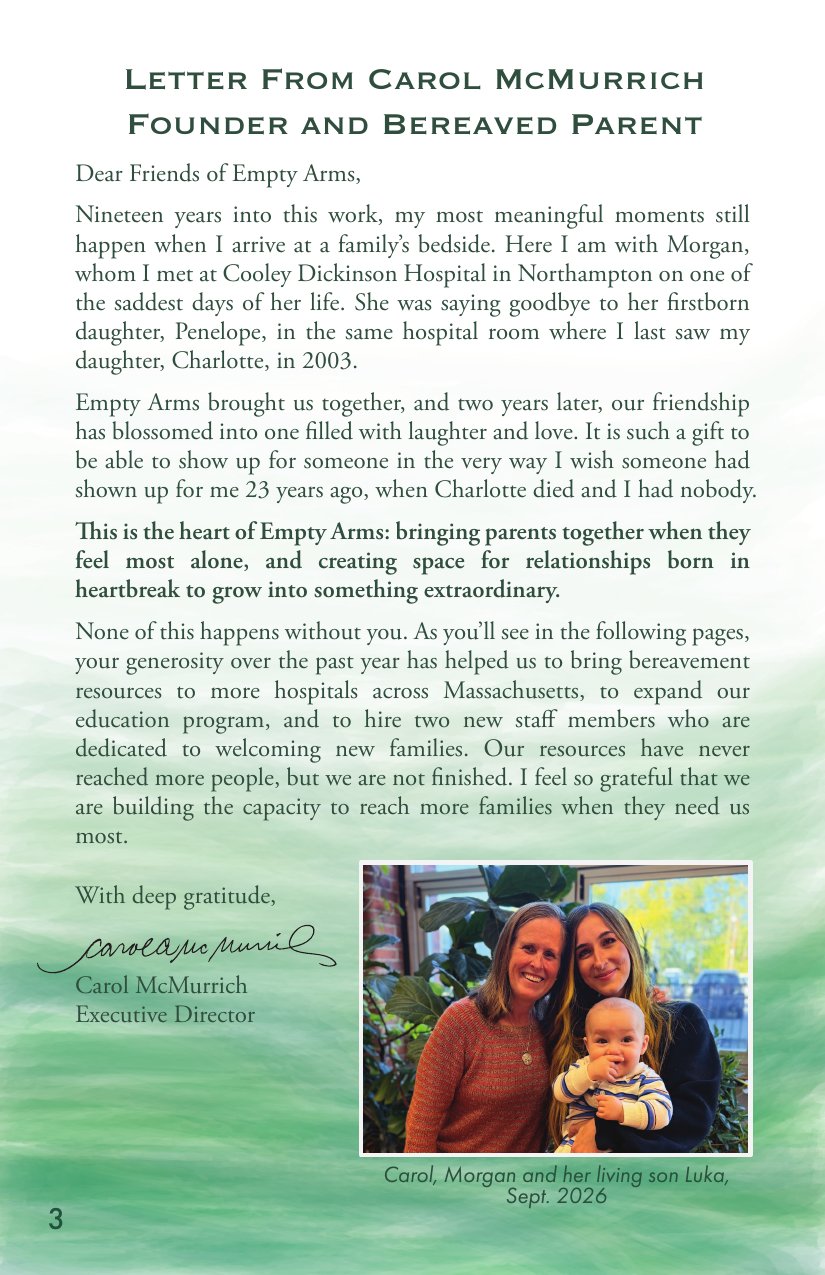 Letter From Carol McMurrich
Founder and Bereaved Parent
Dear Friends of Empty Arms,
Nineteen years into this work, my most meaningful moments still
happen when I arrive at a family’s bedside. Here I am with Morgan,
whom I met at Cooley Dickinson Hospital in Northampton on one of
the saddest days of her life. She was saying goodbye to her firstborn
daughter, Penelope, in the same hospital room where I last saw my
daughter, Charlotte, in 2003.
Empty Arms brought us together, and two years later, our friendship
has blossomed into one filled with laughter and love. It is such a gift to
be able to show up for someone in the very way I wish someone had
shown up for me 23 years ago, when Charlotte died and I had nobody.
This is the heart of Empty Arms: bringing parents together when they
feel most alone, and creating space for relationships born in
heartbreak to grow into something extraordinary.
None of this happens without you. As you’ll see in the following pages,
your generosity over the past year has helped us to bring bereavement
resources to more hospitals across Massachusetts, to expand our
education program, and to hire two new staff members who are
dedicated to welcoming new families. Our resources have never
reached more people, but we are not finished. I feel so grateful that we
are building the capacity to reach more families when they need us
most.
With deep gratitude,
Carol McMurrich
Carol McMurrich
Executive Director
Carol, Morgan and her living son Luka,
Sept. 2026
3